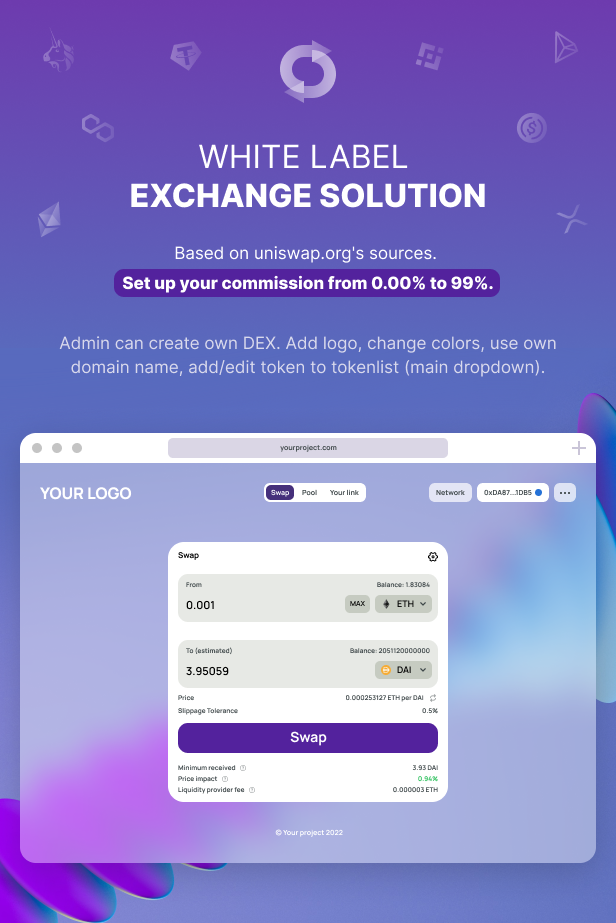 WHITE LABEL
EXCHANGE SOLUTION
Based on uniswap.org's sources.
Set up your commission from 0.00% to 99%.
Admin can create own DEX. Add logo, change colors, use own
domain name, add/edit token to tokenlist (main dropdown).
yourproject.com
YOUR LOGO
Swap Pool Your link
Network 0xDA87...1DB5
Swap
From Balance: 1.83084
0.001 MAX ETH
To (estimated) Balance: 2051120000000
3.95059 DAI
Price 0.000253127 ETH per DAI
Slippage Tolerance 0.5%
Swap
Minimum received 3.93 DAI
Price impact 0.94%
Liquidity provider fee 0.000003 ETH
© Your project 2022